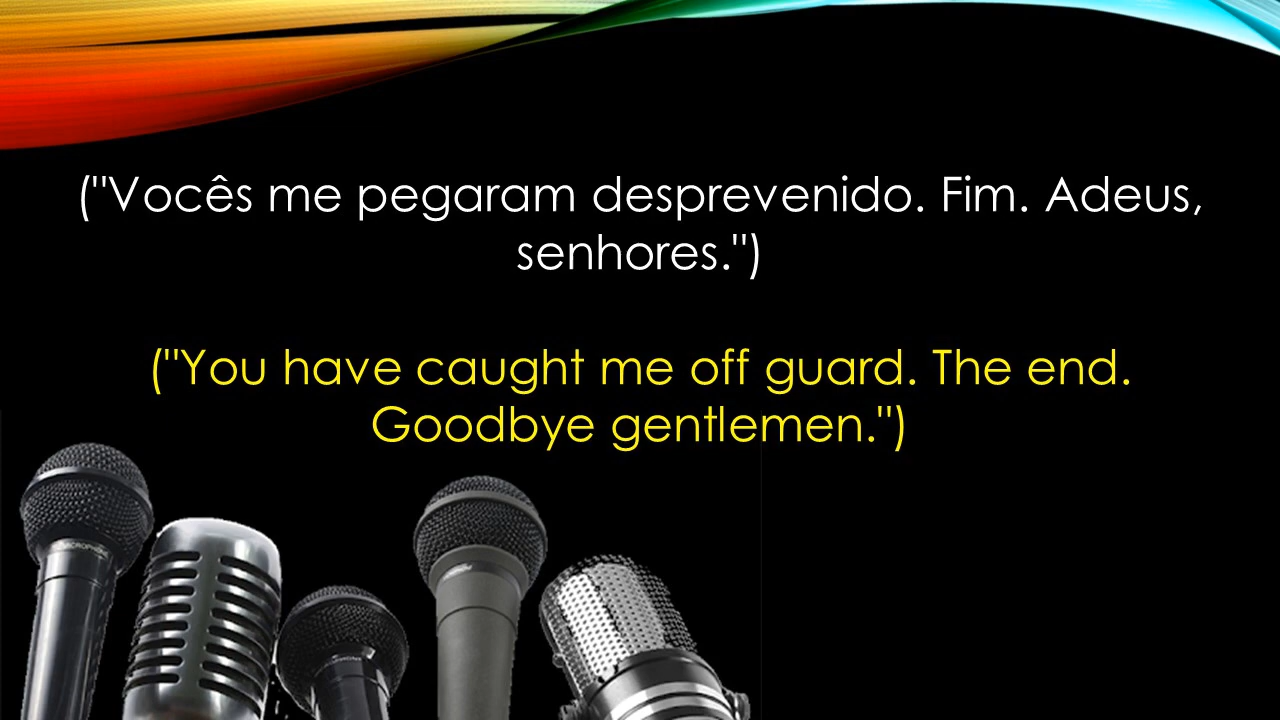 ("Vocês me pegaram desprevenido. Fim. Adeus,
senhores.")
("You have caught me off guard. The end.
Goodbye gentlemen.")